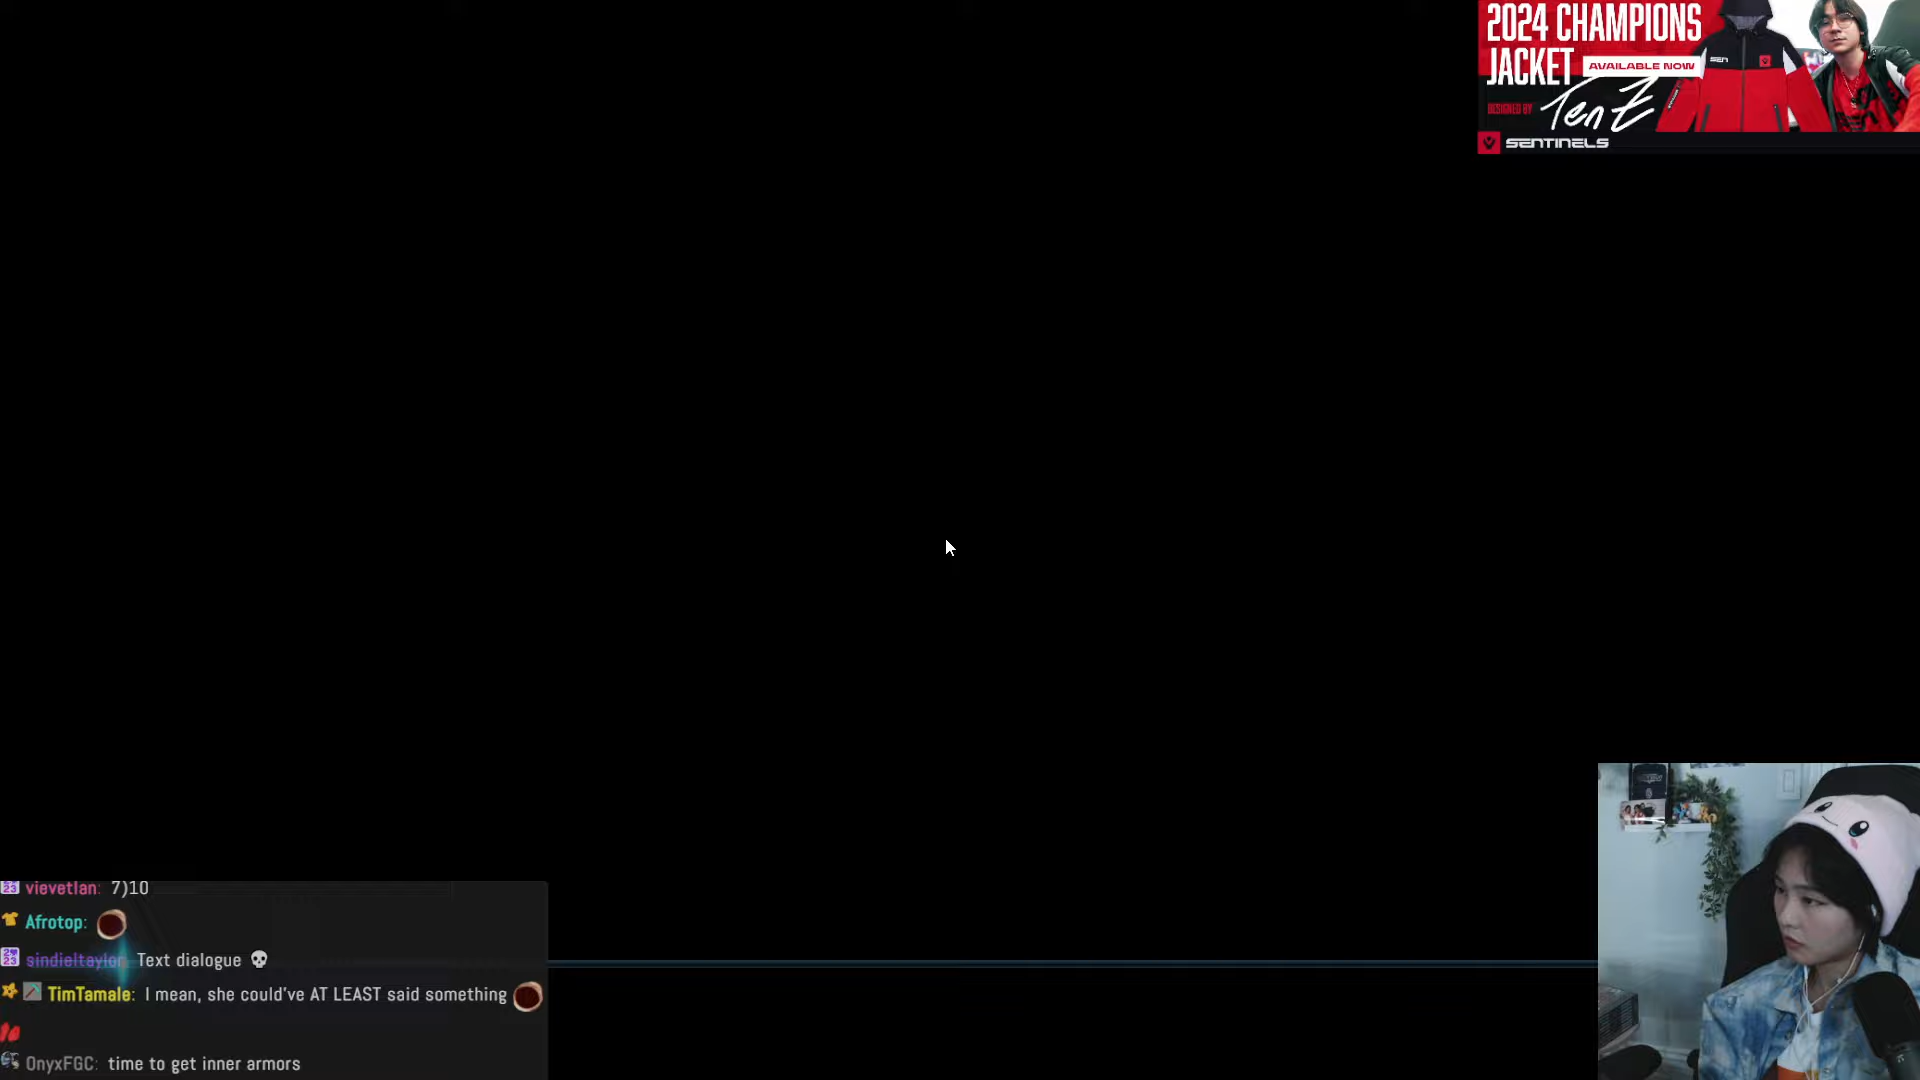 2024 CHAMPIONS
JACKET AVAILABLE NOW
DESIGNED BY TenZ
SENTINELS
vievetlan: 7)10
Afrotop:
sindieltaylor: Text dialogue 💀
TimTamale: I mean, she could've AT LEAST said something
OnyxFGC: time to get inner armors